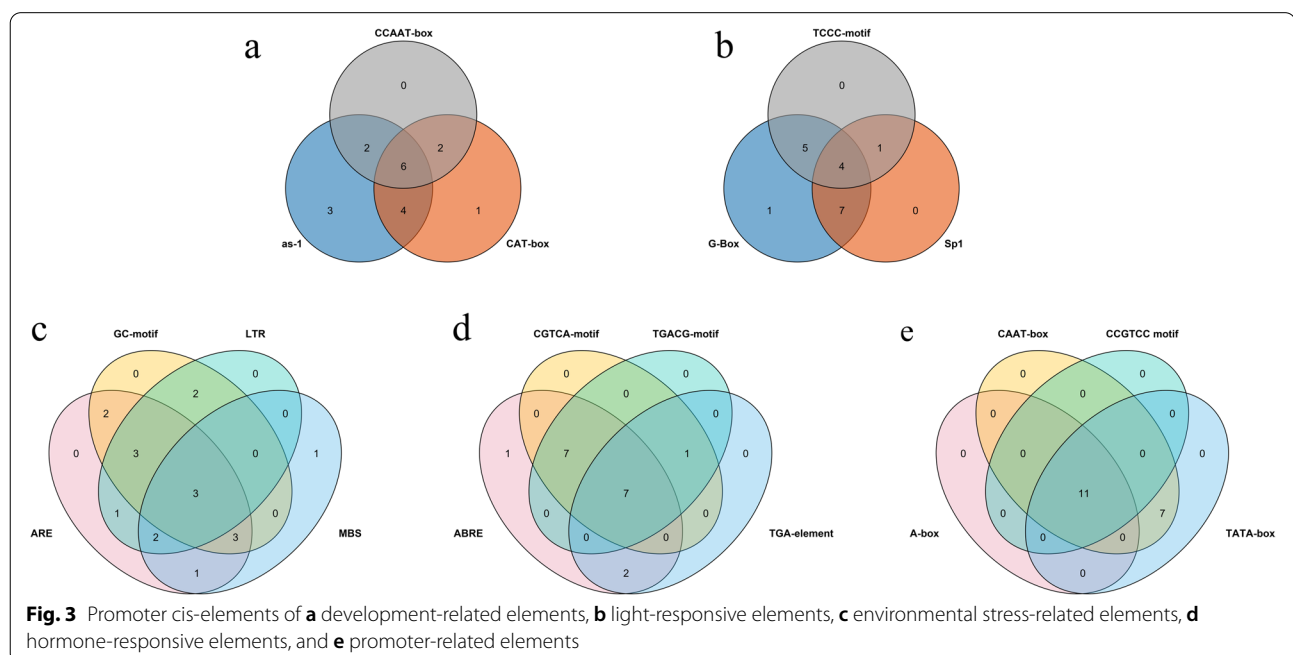 a
CCAAT-box
0
2
2
6
3
4
1
as-1
CAT-box
b
TCCC-motif
0
5
1
4
1
7
0
G-Box
Sp1
c
GC-motif
LTR
0
0
2
2
0
0
3
0
1
3
1
0
2
3
ARE
MBS
1
d
CGTCA-motif
TGACG-motif
0
0
0
0
0
1
7
1
0
7
0
0
0
0
ABRE
TGA-element
2
e
CAAT-box
CCGTCC motif
0
0
0
0
0
0
0
0
0
11
0
7
0
0
A-box
TATA-box
0
Fig. 3 Promoter cis-elements of a development-related elements, b light-responsive elements, c environmental stress-related elements, d
hormone-responsive elements, and e promoter-related elements